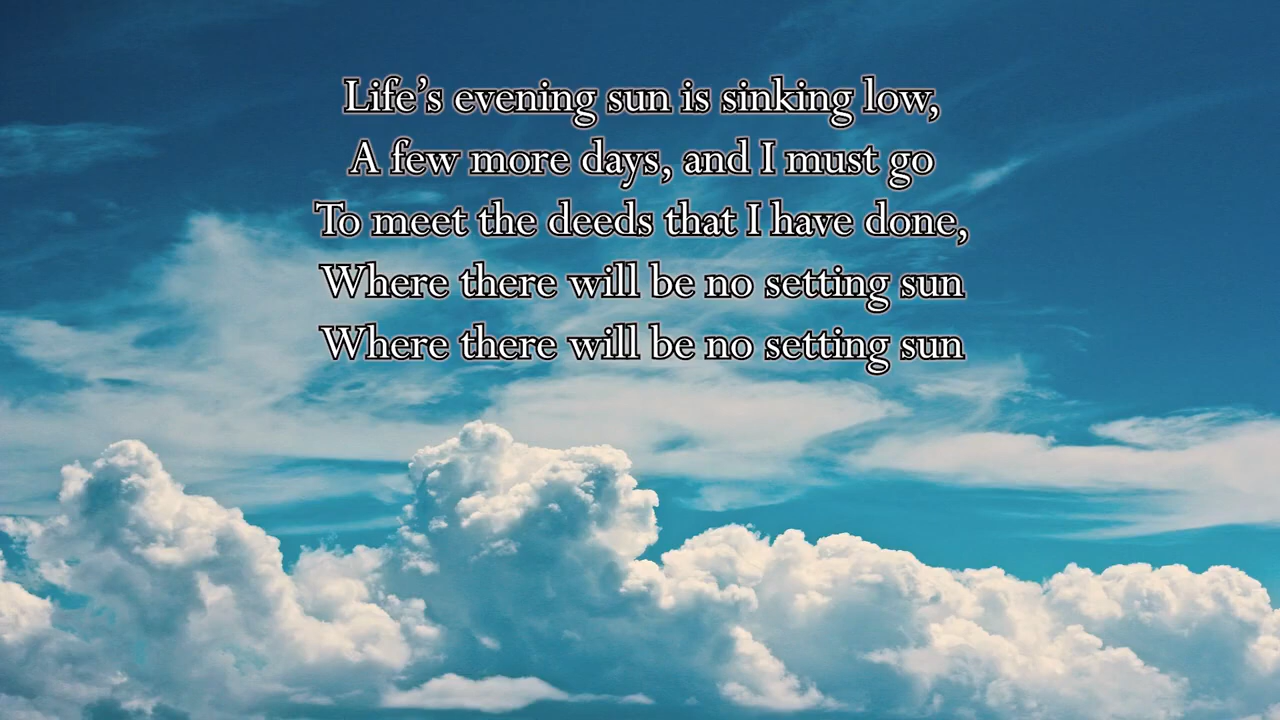 Life’s evening sun is sinking low,
A few more days, and I must go
To meet the deeds that I have done,
Where there will be no setting sun
Where there will be no setting sun